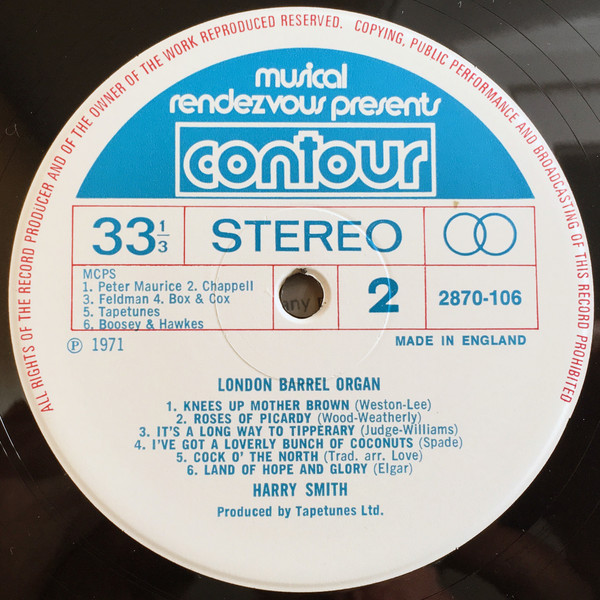 ALL RIGHTS OF THE RECORD PRODUCER AND OF THE OWNER OF THE WORK REPRODUCED RESERVED. COPYING, PUBLIC PERFORMANCE AND BROADCASTING OF THIS RECORD PROHIBITED
musical
rendezvous presents
contour
33 1/3 STEREO
MCPS
1. Peter Maurice 2. Chappell
3. Feldman 4. Box & Cox
5. Tapetunes
6. Boosey & Hawkes
2
2870-106
℗ 1971
MADE IN ENGLAND
LONDON BARREL ORGAN
1. KNEES UP MOTHER BROWN (Weston-Lee)
2. ROSES OF PICARDY (Wood-Weatherly)
3. IT'S A LONG WAY TO TIPPERARY (Judge-Williams)
4. I'VE GOT A LOVERLY BUNCH OF COCONUTS (Spade)
5. COCK O' THE NORTH (Trad. arr. Love)
6. LAND OF HOPE AND GLORY (Elgar)
HARRY SMITH
Produced by Tapetunes Ltd.